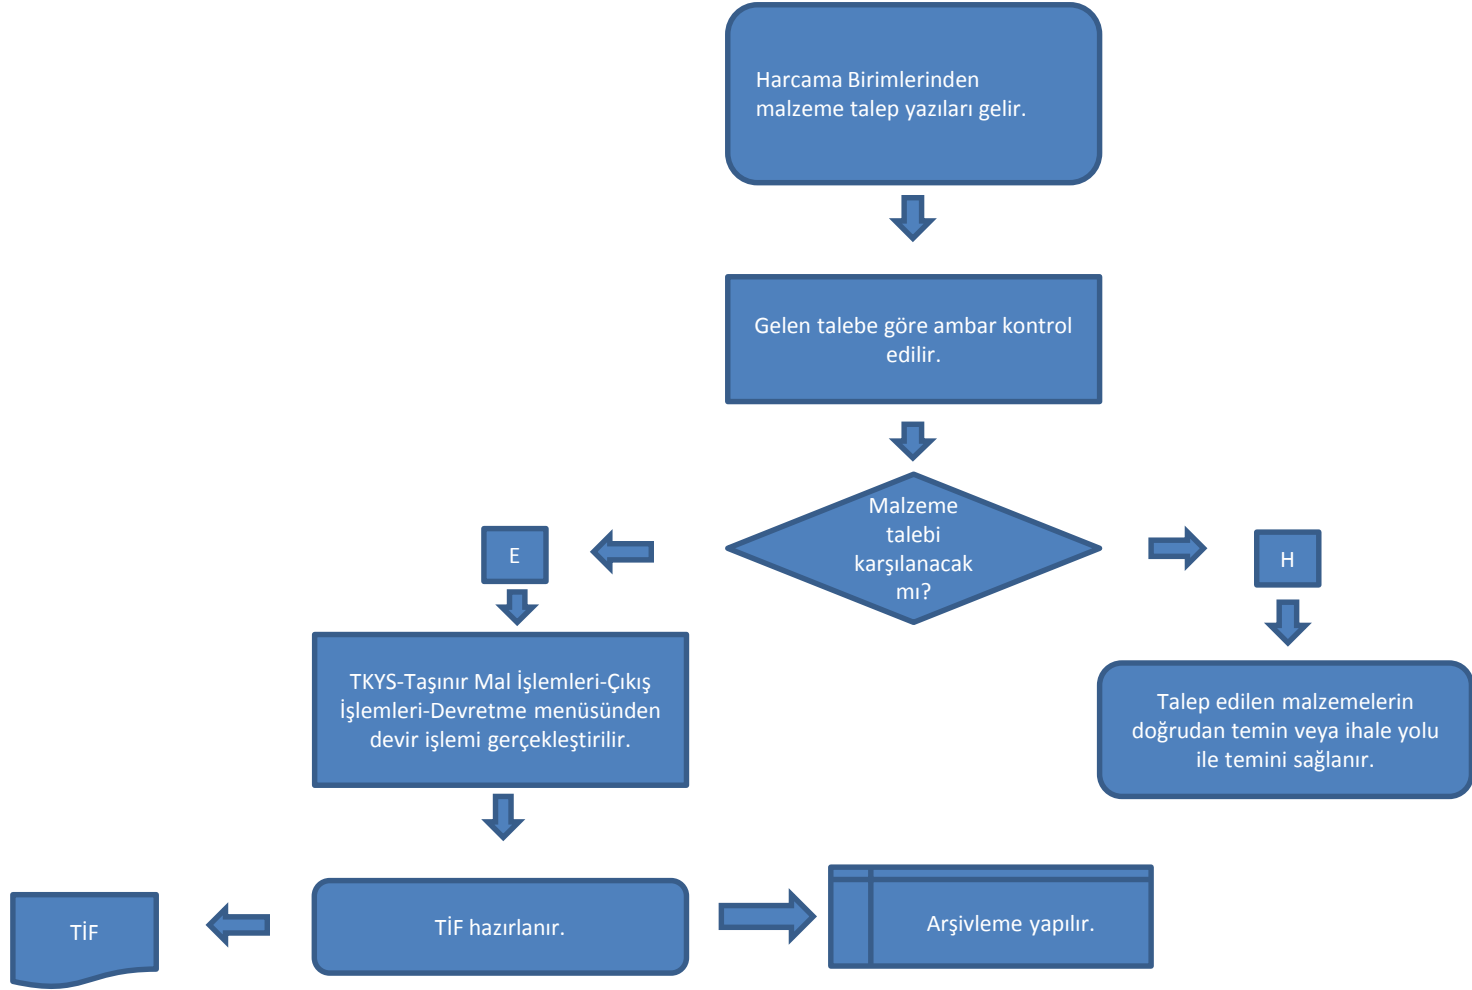 Harcama Birimlerinden
malzeme talep yazıları gelir.
Gelen talebe göre ambar kontrol
edilir.
Malzeme
talebi
karşılanacak
mı?
E
H
TKYS-Taşınır Mal İşlemleri-Çıkış
İşlemleri-Devretme menüsünden
devir işlemi gerçekleştirilir.
Talep edilen malzemelerin
doğrudan temin veya ihale yolu
ile temini sağlanır.
TİF
TİF hazırlanır.
Arşivleme yapılır.